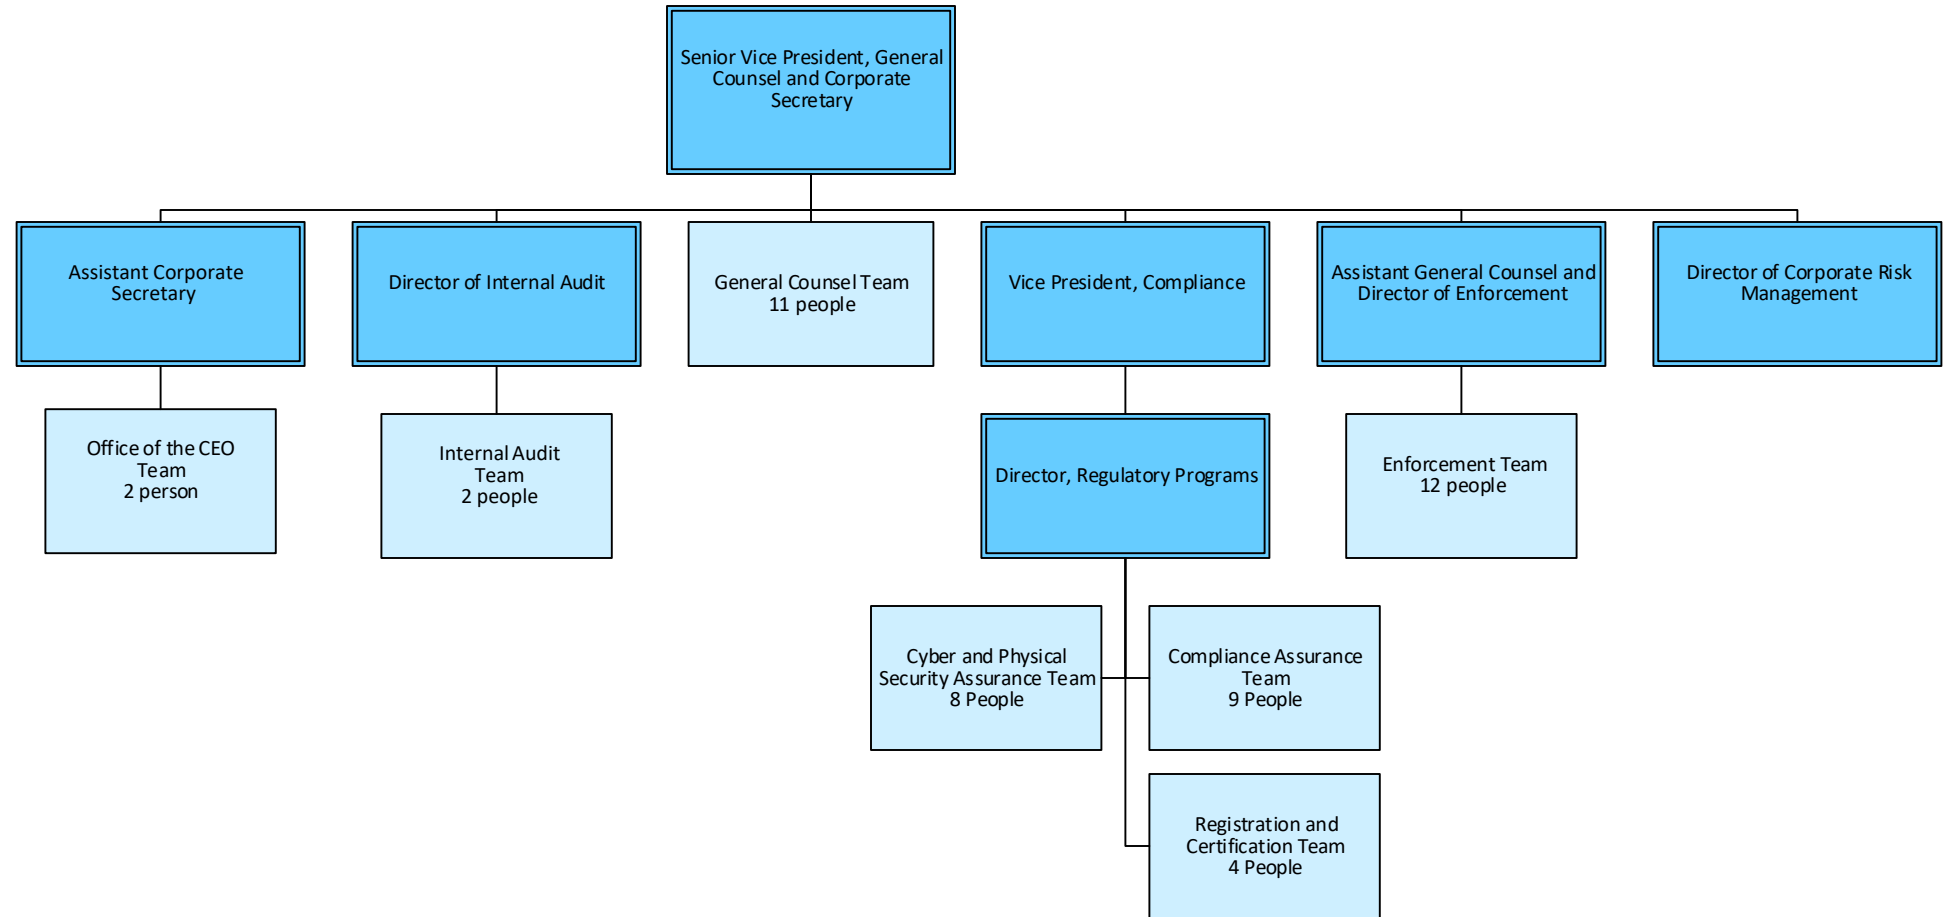 Senior Vice President, General
Counsel and Corporate
Secretary
Assistant Corporate
Secretary
Director of Internal Audit
General Counsel Team
11 people
Vice President, Compliance
Assistant General Counsel and
Director of Enforcement
Director of Corporate Risk
Management
Office of the CEO
Team
2 person
Internal Audit
Team
2 people
Director, Regulatory Programs
Enforcement Team
12 people
Cyber and Physical
Security Assurance Team
8 People
Compliance Assurance
Team
9 People
Registration and
Certification Team
4 People